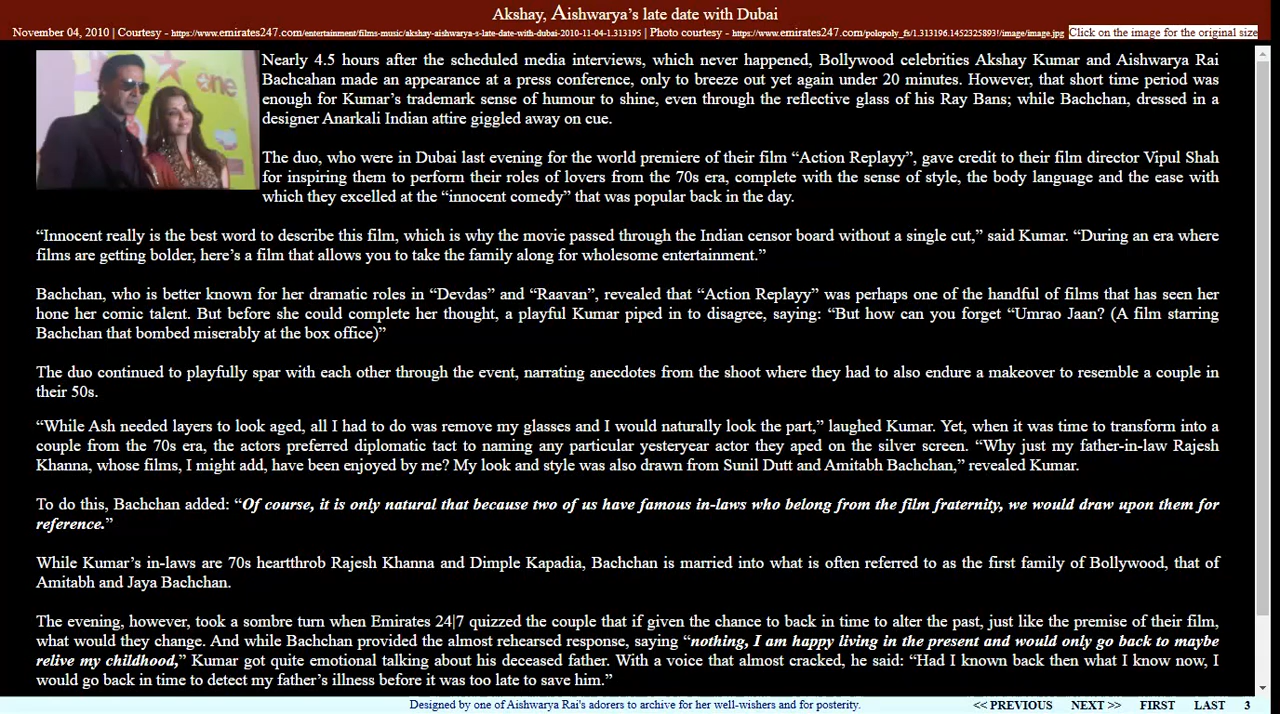 Akshay, Aishwarya’s late date with Dubai
November 04, 2010 | Courtesy - https://www.emirates247.com/entertainment/films-music/akshay-aishwarya-s-late-date-with-dubai-2010-11-04-1.313195 | Photo courtesy - https://www.emirates247.com/polopoly_fs/1.313196.1452325893!/image/image.jpg Click on the image for the original size
one
Nearly 4.5 hours after the scheduled media interviews, which never happened, Bollywood celebrities Akshay Kumar and Aishwarya Rai
Bachcahan made an appearance at a press conference, only to breeze out yet again under 20 minutes. However, that short time period was
enough for Kumar’s trademark sense of humour to shine, even through the reflective glass of his Ray Bans; while Bachchan, dressed in a
designer Anarkali Indian attire giggled away on cue.
The duo, who were in Dubai last evening for the world premiere of their film “Action Replayy”, gave credit to their film director Vipul Shah
for inspiring them to perform their roles of lovers from the 70s era, complete with the sense of style, the body language and the ease with
which they excelled at the “innocent comedy” that was popular back in the day.
“Innocent really is the best word to describe this film, which is why the movie passed through the Indian censor board without a single cut,” said Kumar. “During an era where
films are getting bolder, here’s a film that allows you to take the family along for wholesome entertainment.”
Bachchan, who is better known for her dramatic roles in “Devdas” and “Raavan”, revealed that “Action Replayy” was perhaps one of the handful of films that has seen her
hone her comic talent. But before she could complete her thought, a playful Kumar piped in to disagree, saying: “But how can you forget “Umrao Jaan? (A film starring
Bachchan that bombed miserably at the box office)”
The duo continued to playfully spar with each other through the event, narrating anecdotes from the shoot where they had to also endure a makeover to resemble a couple in
their 50s.
“While Ash needed layers to look aged, all I had to do was remove my glasses and I would naturally look the part,” laughed Kumar. Yet, when it was time to transform into a
couple from the 70s era, the actors preferred diplomatic tact to naming any particular yesteryear actor they aped on the silver screen. “Why just my father-in-law Rajesh
Khanna, whose films, I might add, have been enjoyed by me? My look and style was also drawn from Sunil Dutt and Amitabh Bachchan,” revealed Kumar.
To do this, Bachchan added: “Of course, it is only natural that because two of us have famous in-laws who belong from the film fraternity, we would draw upon them for
reference.”
While Kumar’s in-laws are 70s heartthrob Rajesh Khanna and Dimple Kapadia, Bachchan is married into what is often referred to as the first family of Bollywood, that of
Amitabh and Jaya Bachchan.
The evening, however, took a sombre turn when Emirates 24|7 quizzed the couple that if given the chance to back in time to alter the past, just like the premise of their film,
what would they change. And while Bachchan provided the almost rehearsed response, saying “nothing, I am happy living in the present and would only go back to maybe
relive my childhood,” Kumar got quite emotional talking about his deceased father. With a voice that almost cracked, he said: “Had I known back then what I know now, I
would go back in time to detect my father’s illness before it was too late to save him.”
Designed by one of Aishwarya Rai's adorers to archive for her well-wishers and for posterity.
<< PREVIOUS NEXT >> FIRST LAST 3